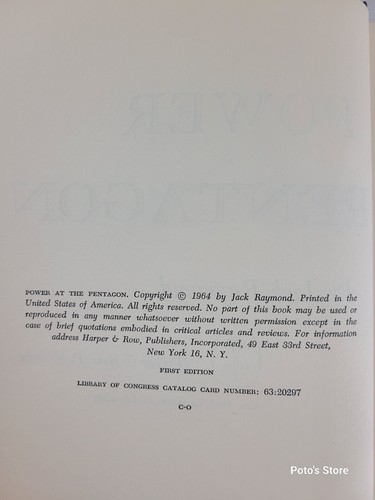 POWER AT THE PENTAGON. Copyright © 1964 by Jack Raymond. Printed in the
United States of America. All rights reserved. No part of this book may be used or
reproduced in any manner whatsoever without written permission except in the
case of brief quotations embodied in critical articles and reviews. For information
address Harper & Row, Publishers, Incorporated, 49 East 33rd Street,
New York 16, N. Y.
FIRST EDITION
LIBRARY OF CONGRESS CATALOG CARD NUMBER: 63:20297
C-O
Poto's Store